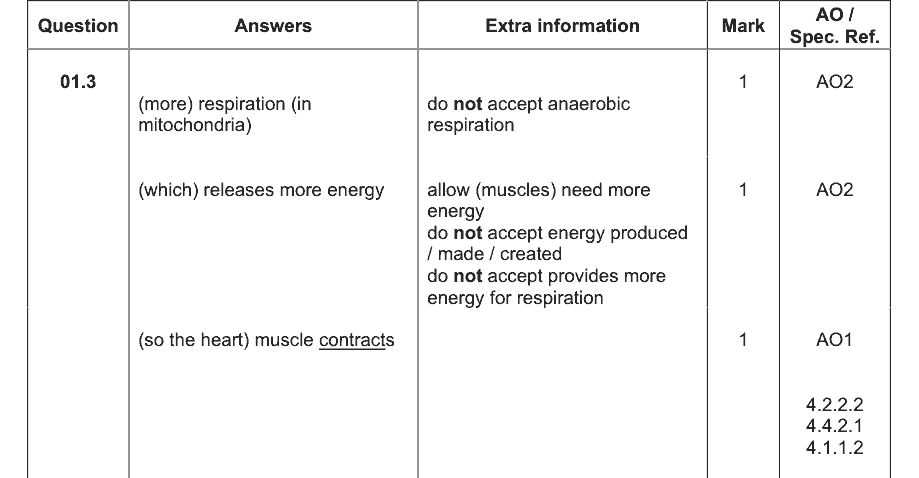 Question Answers Extra information Mark AO /
Spec. Ref.
01.3 1 AO2
(more) respiration (in do not accept anaerobic
mitochondria) respiration
(which) releases more energy allow (muscles) need more 1 AO2
energy
do not accept energy produced
/ made / created
do not accept provides more
energy for respiration
(so the heart) muscle contracts 1 AO1
4.2.2.2
4.4.2.1
4.1.1.2